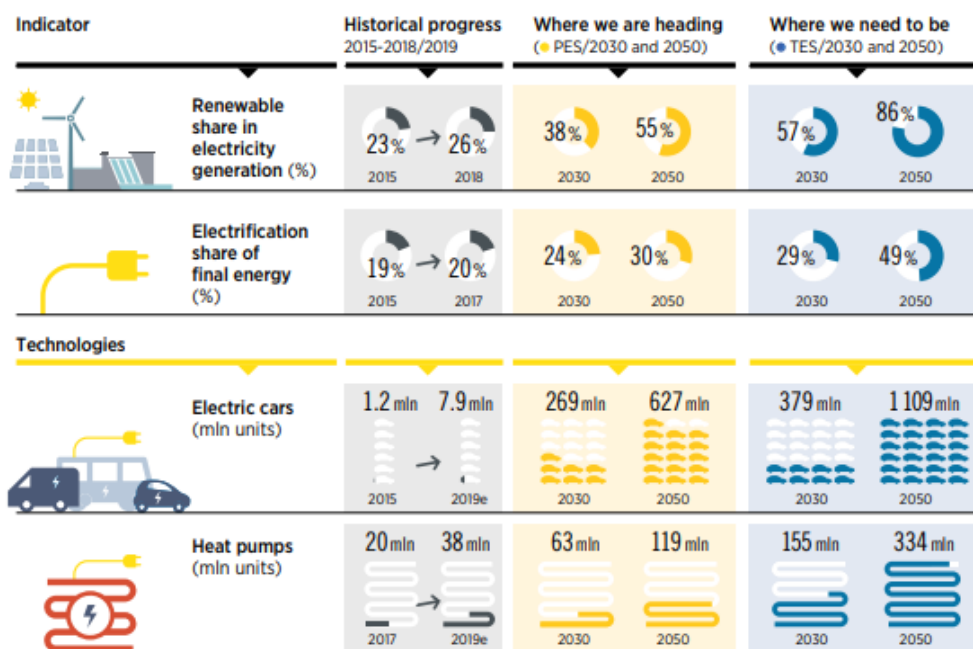 Indicator
Historical progress
2015-2018/2019
Where we are heading
(● PES/2030 and 2050)
Where we need to be
(● TES/2030 and 2050)
Renewable
share in
electricity
generation (%)
23% → 26%
2015 2018
38% 55%
2030 2050
57% 86%
2030 2050
Electrification
share of
final energy
(%)
19% → 20%
2015 2017
24% 30%
2030 2050
29% 49%
2030 2050
Technologies
Electric cars
(mln units)
1.2 mln 7.9 mln
→
2015 2019e
269 mln 627 mln
2030 2050
379 mln 1 109 mln
2030 2050
Heat pumps
(mln units)
20 mln 38 mln
→
2017 2019e
63 mln 119 mln
2030 2050
155 mln 334 mln
2030 2050